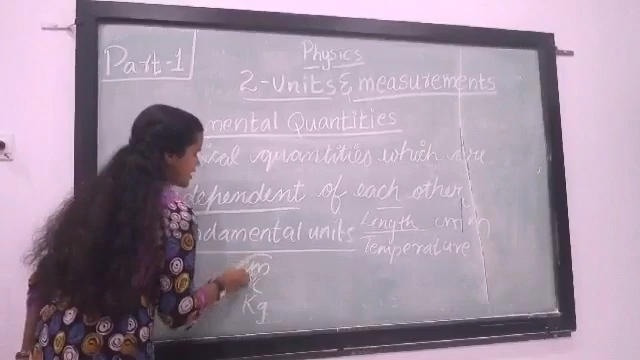 Part-1
Physics
2-Units & measurements
mental Quantities
ical quantities which are
dependent of each other
ndamental units Length cm m
Temperature
m
°C
Kg